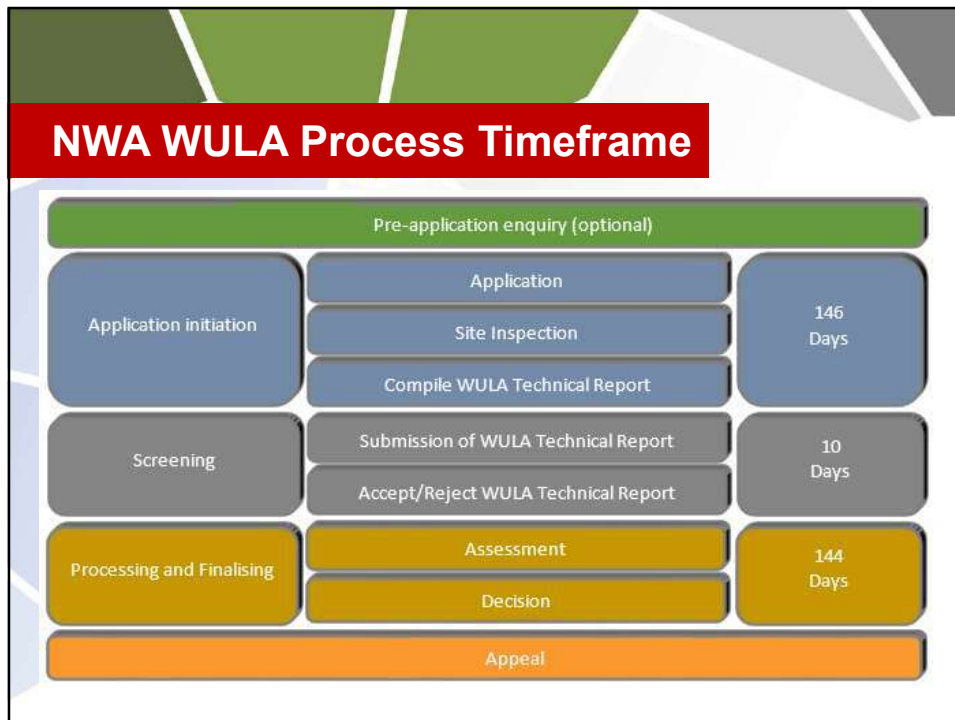 NWA WULA Process Timeframe
Pre-application enquiry (optional)
Application initiation
Application
Site Inspection
Compile WULA Technical Report
146
Days
Screening
Submission of WULA Technical Report
Accept/Reject WULA Technical Report
10
Days
Processing and Finalising
Assessment
Decision
144
Days
Appeal